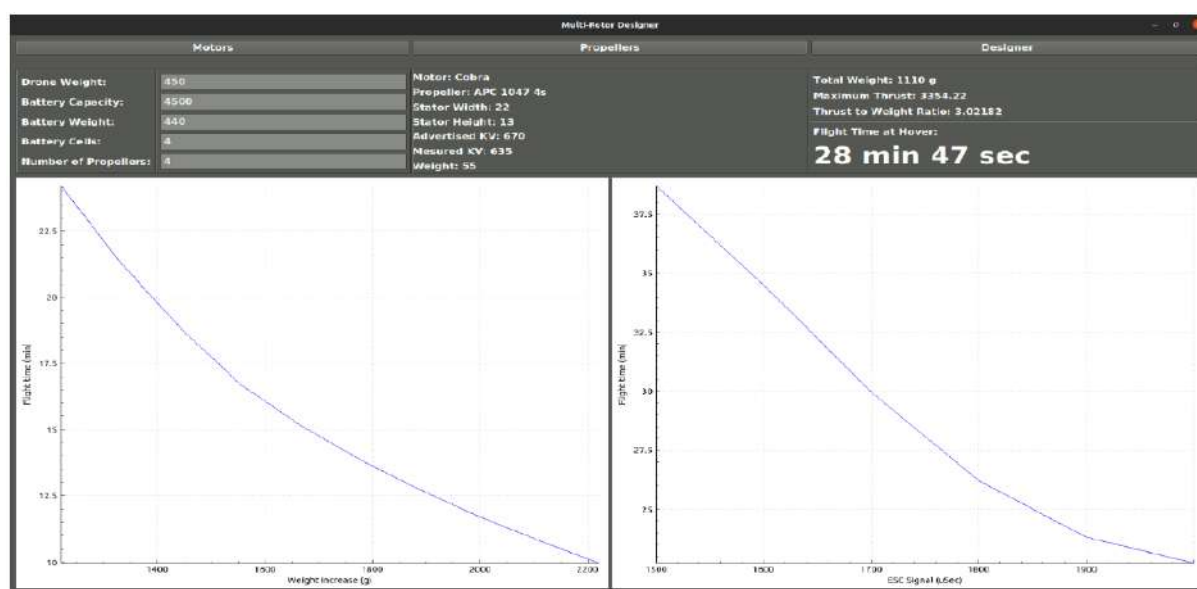 Multi-Rotor Designer
Motors
Propellers
Designer
Drone Weight: 450
Battery Capacity: 4500
Battery Weight: 440
Battery Cells: 4
Number of Propellers: 4
Motor: Cobra
Propeller: APC 1047 4s
Stator Width: 22
Stator Height: 13
Advertised KV: 670
Mesured KV: 635
Weight: 55
Total Weight: 1110 g
Maximum Thrust: 3354.22
Thrust to Weight Ratio: 3.02182
Flight Time at Hover:
28 min 47 sec
Flight time (min)
22.5
20
17.5
15
12.5
10
1400
1600
1800
2000
2200
Weight increase (g)
Flight time (min)
37.5
35
32.5
30
27.5
25
1500
1600
1700
1800
1900
ESC Signal (uSec)